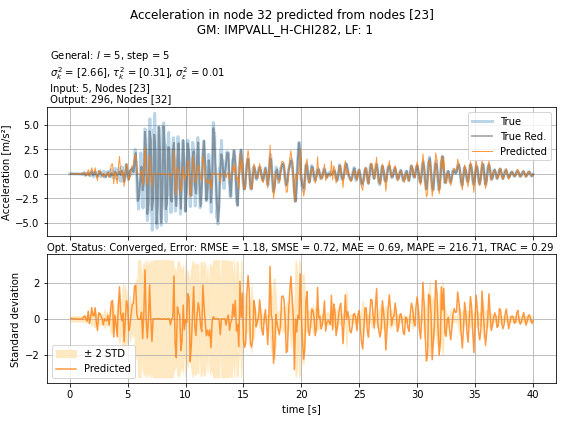 Acceleration in node 32 predicted from nodes [23]
GM: IMPVALL_H-CHI282, LF: 1
General: l = 5, step = 5
σ²ₖ = [2.66], τ²ₖ = [0.31], σ²ε = 0.01
Input: 5, Nodes [23]
Output: 296, Nodes [32]
Acceleration [m/s²]
5.0
2.5
0.0
−2.5
−5.0
True
True Red.
Predicted
Opt. Status: Converged, Error: RMSE = 1.18, SMSE = 0.72, MAE = 0.69, MAPE = 216.71, TRAC = 0.29
Standard deviation
2
0
−2
± 2 STD
Predicted
0 5 10 15 20 25 30 35 40
time [s]